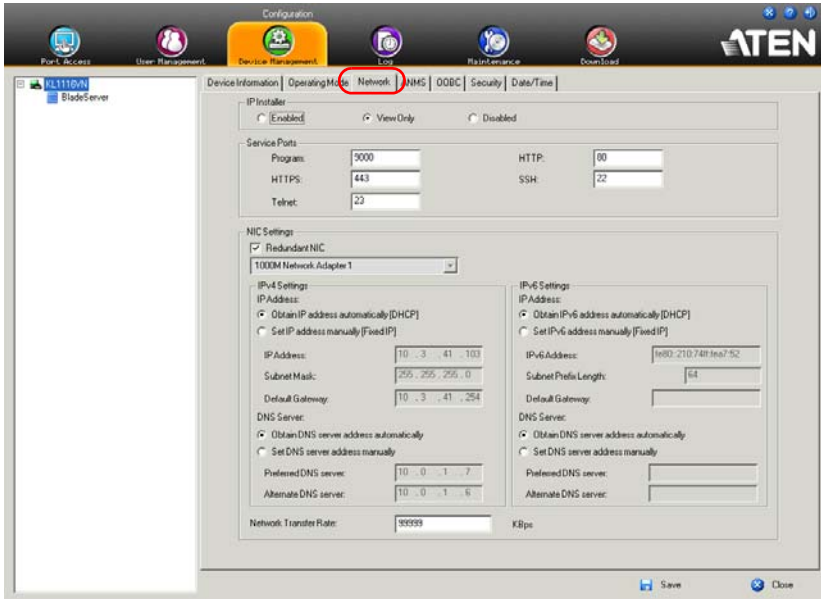 Configuration
Port Access User Management Device Management Log Maintenance Download
ATEN
KL1116VN
BladeServer
Device Information Operating Mode Network ANMS OOBC Security Date/Time
IP Installer
Enabled View Only Disabled
Service Ports
Program: 9000 HTTP: 80
HTTPS: 443 SSH: 22
Telnet: 23
NIC Settings
Redundant NIC
1000M Network Adapter 1
IPv4 Settings
IP Address:
Obtain IP address automatically [DHCP]
Set IP address manually [Fixed IP]
IP Address: 10 . 3 . 41 . 103
Subnet Mask: 255 . 255 . 255 . 0
Default Gateway: 10 . 3 . 41 . 254
DNS Server:
Obtain DNS server address automatically
Set DNS server address manually
Preferred DNS server: 10 . 0 . 1 . 7
Alternate DNS server: 10 . 0 . 1 . 6
IPv6 Settings
IP Address:
Obtain IPv6 address automatically [DHCP]
Set IPv6 address manually [Fixed IP]
IPv6 Address:
Subnet Prefix Length: 64
Default Gateway:
DNS Server:
Obtain DNS server address automatically
Set DNS server address manually
Preferred DNS server:
Alternate DNS server:
Network Transfer Rate: 99999 KBps
Save Close